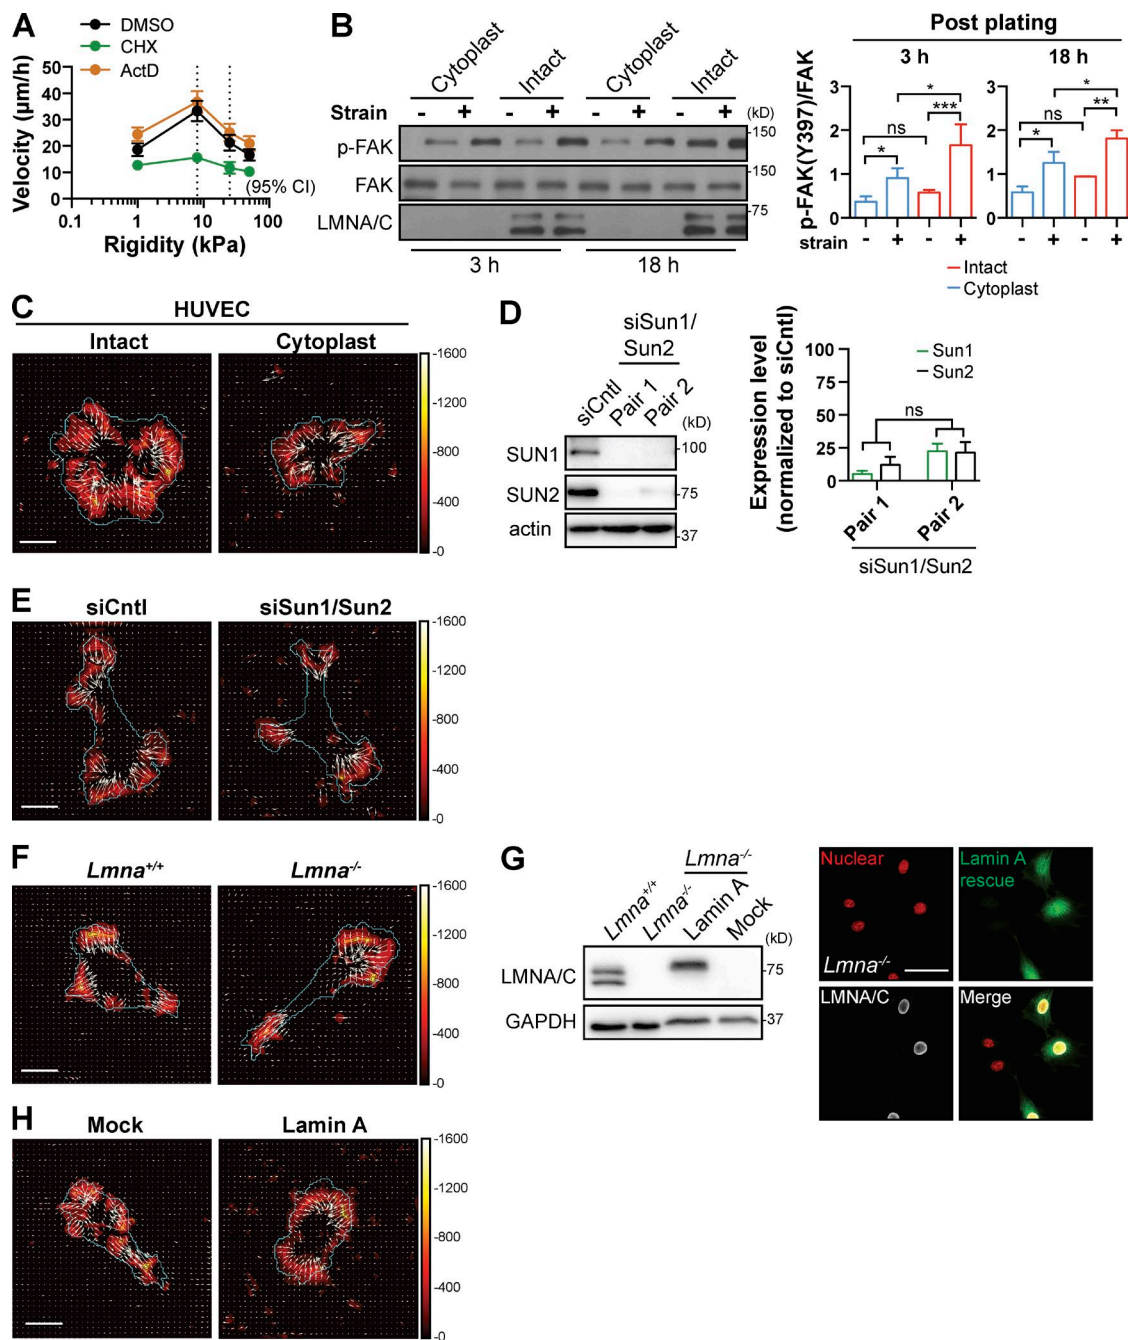 A
DMSO
CHX
ActD
Velocity (µm/h)
50
40
30
20
10
0
(95% CI)
0.1
1
10
100
Rigidity (kPa)
B
Cytoplast
Intact
Cytoplast
Intact
Strain
- + - + - + - +
(kD)
p-FAK
-150
FAK
-150
LMNA/C
-75
3 h
18 h
Post plating
3 h
18 h
p-FAK(Y397)/FAK
3
2
1
0
ns
*
*
***
strain
- + - +
3
2
1
0
ns
*
*
**
- + - +
Intact
Cytoplast
C
HUVEC
Intact
Cytoplast
-1600
-1200
-800
-400
-0
D
siSun1/
Sun2
siCntl
Pair 1
Pair 2
(kD)
SUN1
-100
SUN2
-75
actin
-37
Expression level
(normalized to siCntl)
100
75
50
25
0
Sun1
Sun2
ns
Pair 1
Pair 2
siSun1/Sun2
E
siCntl
siSun1/Sun2
-1600
-1200
-800
-400
-0
F
Lmna+/+
Lmna-/-
-1600
-1200
-800
-400
-0
G
Lmna-/-
Lmna+/+
Lmna-/-
Lamin A
Mock
(kD)
LMNA/C
-75
GAPDH
-37
Nuclear
Lmna-/-
Lamin A
rescue
LMNA/C
Merge
H
Mock
Lamin A
-1600
-1200
-800
-400
-0